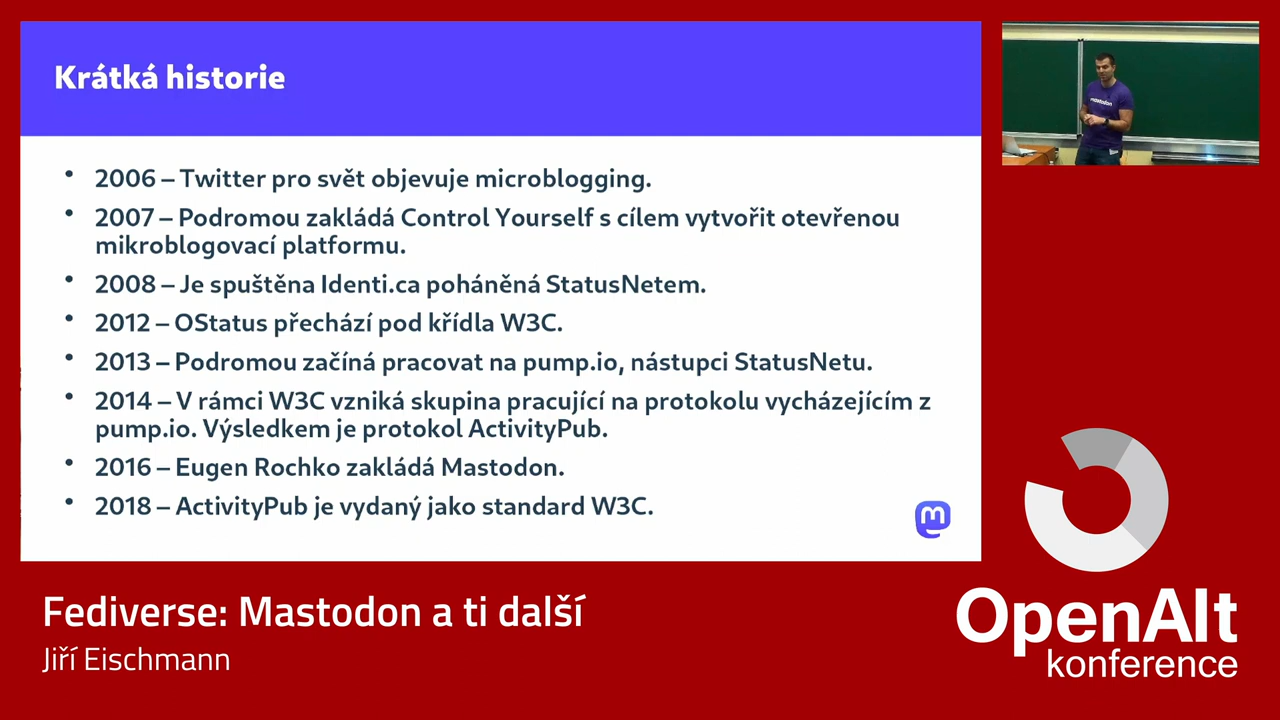 Krátká historie
• 2006 – Twitter pro svět objevuje microblogging.
• 2007 – Podromou zakládá Control Yourself s cílem vytvořit otevřenou
mikroblogovací platformu.
• 2008 – Je spuštěna Identi.ca poháněná StatusNetem.
• 2012 – OStatus přechází pod křídla W3C.
• 2013 – Podromou začíná pracovat na pump.io, nástupci StatusNetu.
• 2014 – V rámci W3C vzniká skupina pracující na protokolu vycházejícím z
pump.io. Výsledkem je protokol ActivityPub.
• 2016 – Eugen Rochko zakládá Mastodon.
• 2018 – ActivityPub je vydaný jako standard W3C.
m
mastodon
Fediverse: Mastodon a ti další
Jiří Eischmann
OpenAlt
konference